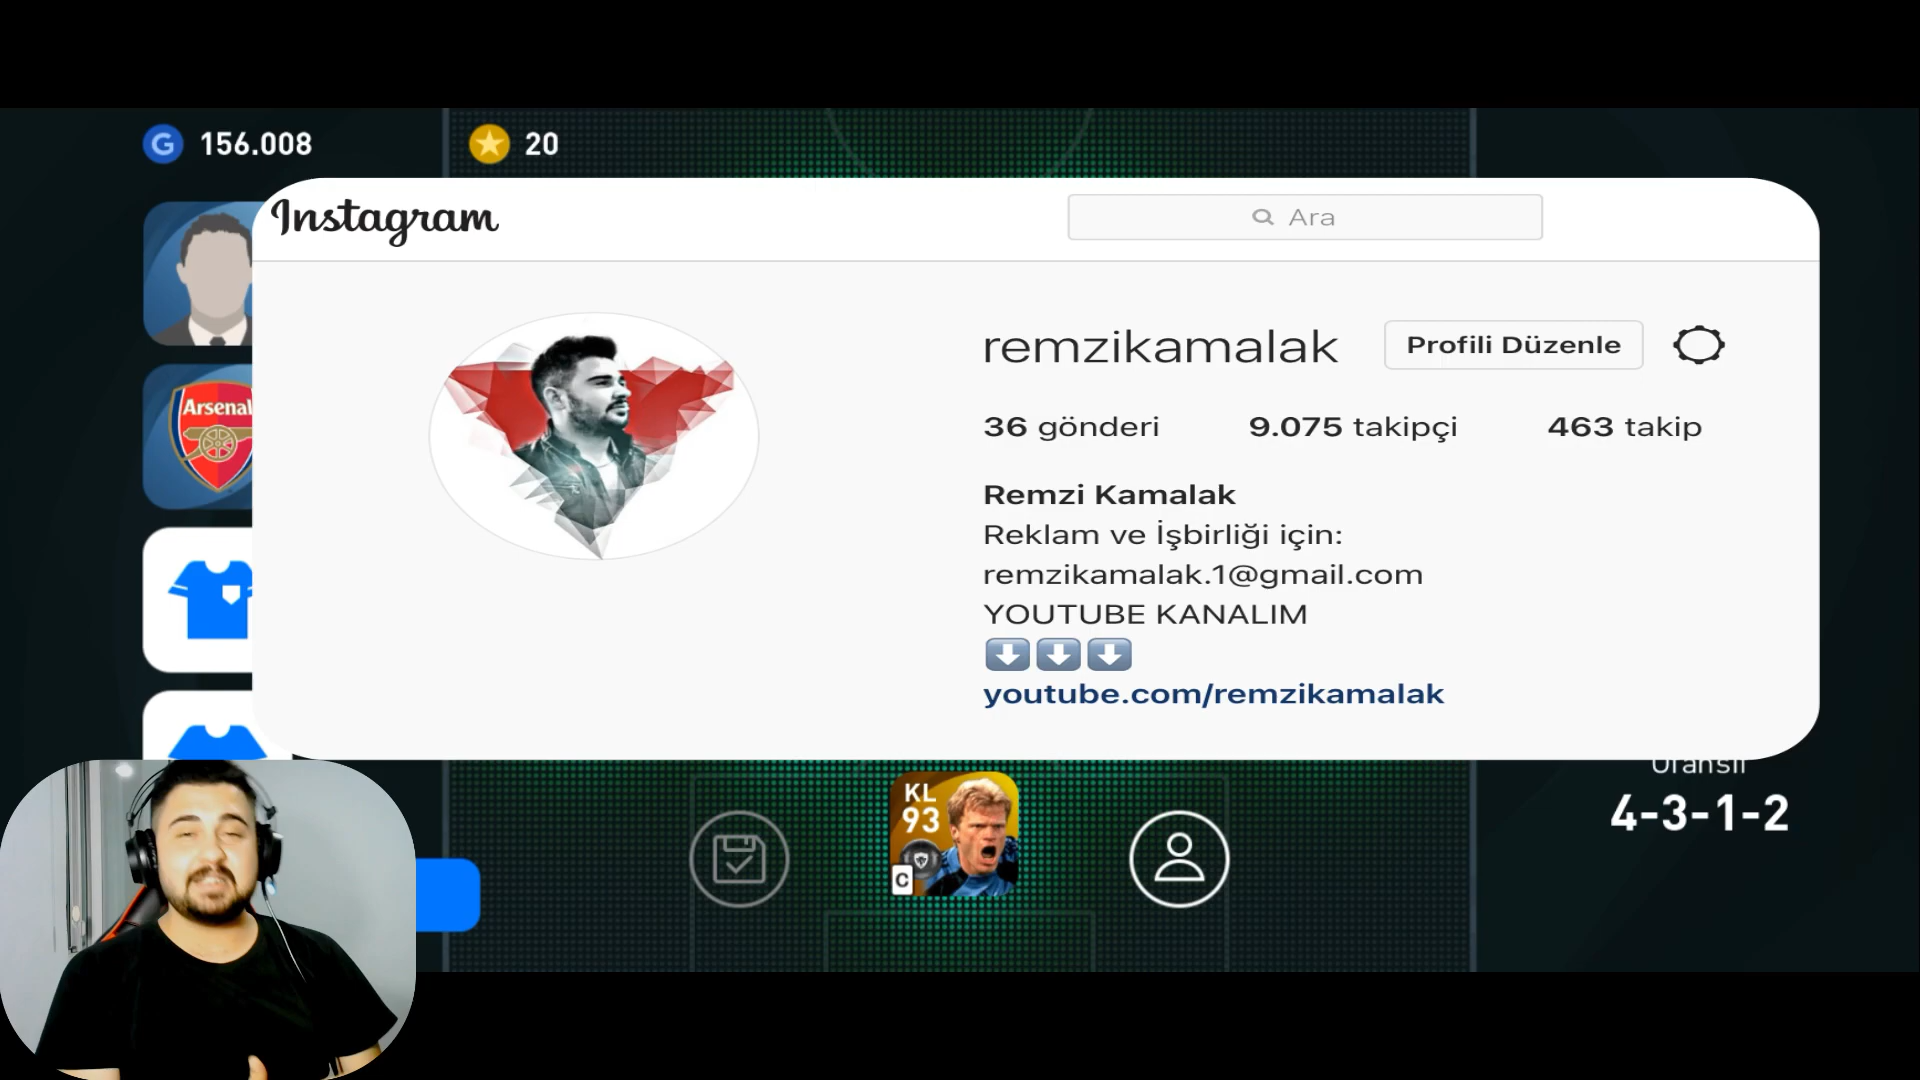 156.008
20
Instagram
Ara
Arsenal
remzikamalak
Profili Düzenle
36 gönderi 9.075 takipçi 463 takip
Remzi Kamalak
Reklam ve İşbirliği için:
remzikamalak.1@gmail.com
YOUTUBE KANALIM
youtube.com/remzikamalak
KL
93
C
4-3-1-2